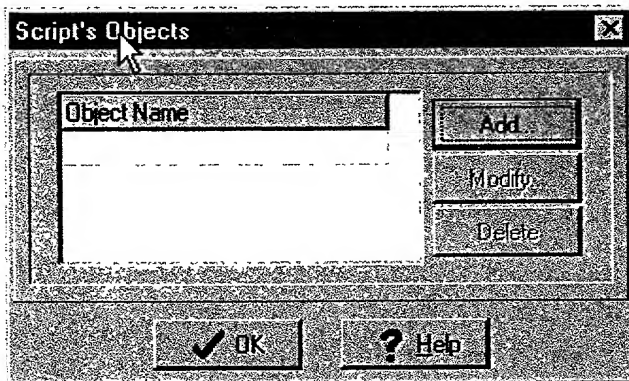 Script's Objects
Object Name
Add...
Modify...
Delete
OK
? Help